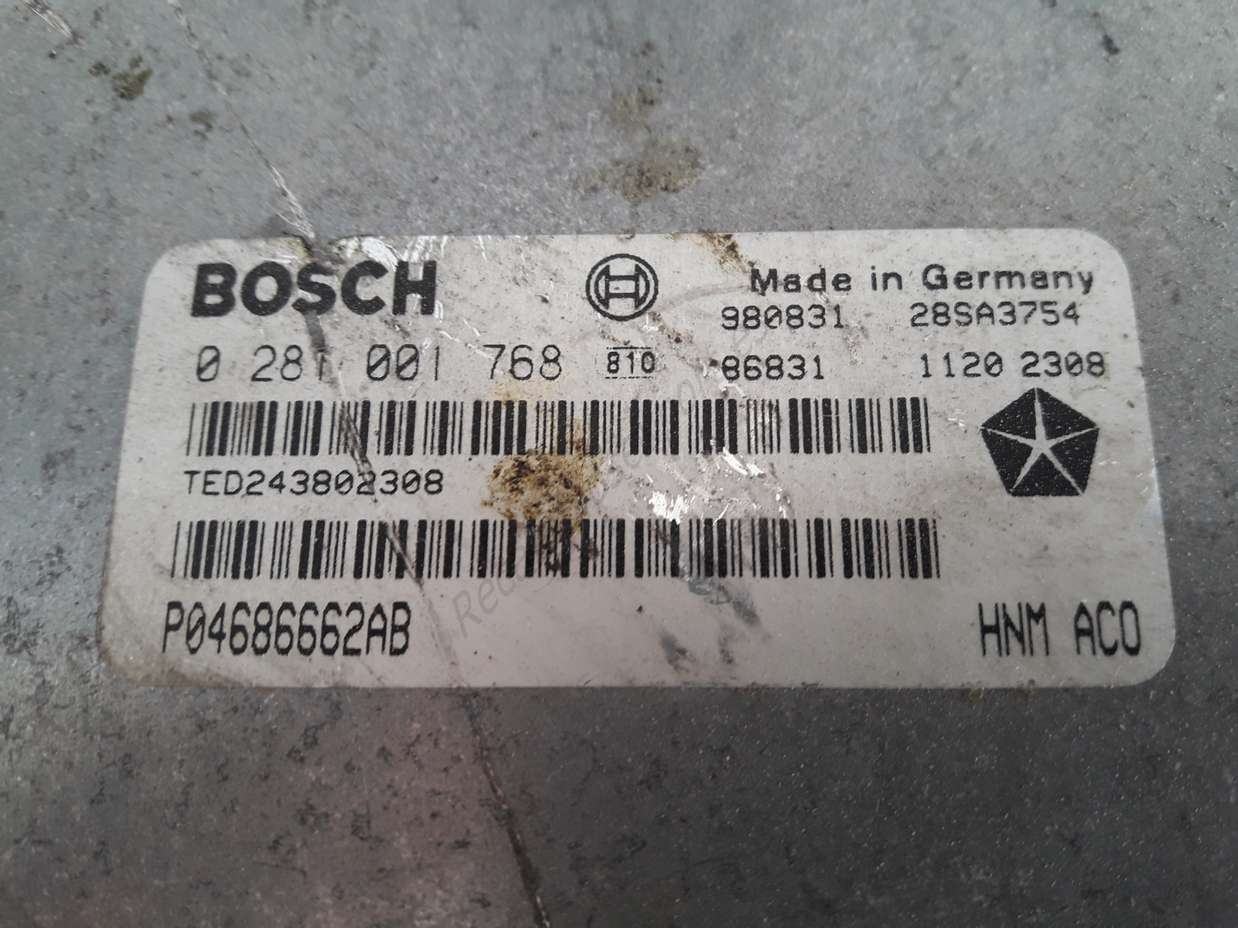 BOSCH
Made in Germany
980831 28SA3754
0 281 001 768 810 86831 1120 2308
TED243802308
P04686662AB HNM AC0